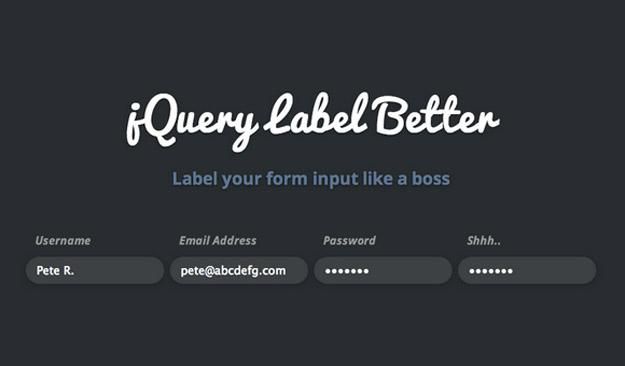 jQuery Label Better
Label your form input like a boss
Username Email Address Password Shhh..
Pete R. pete@abcdefg.com ••••••• •••••••